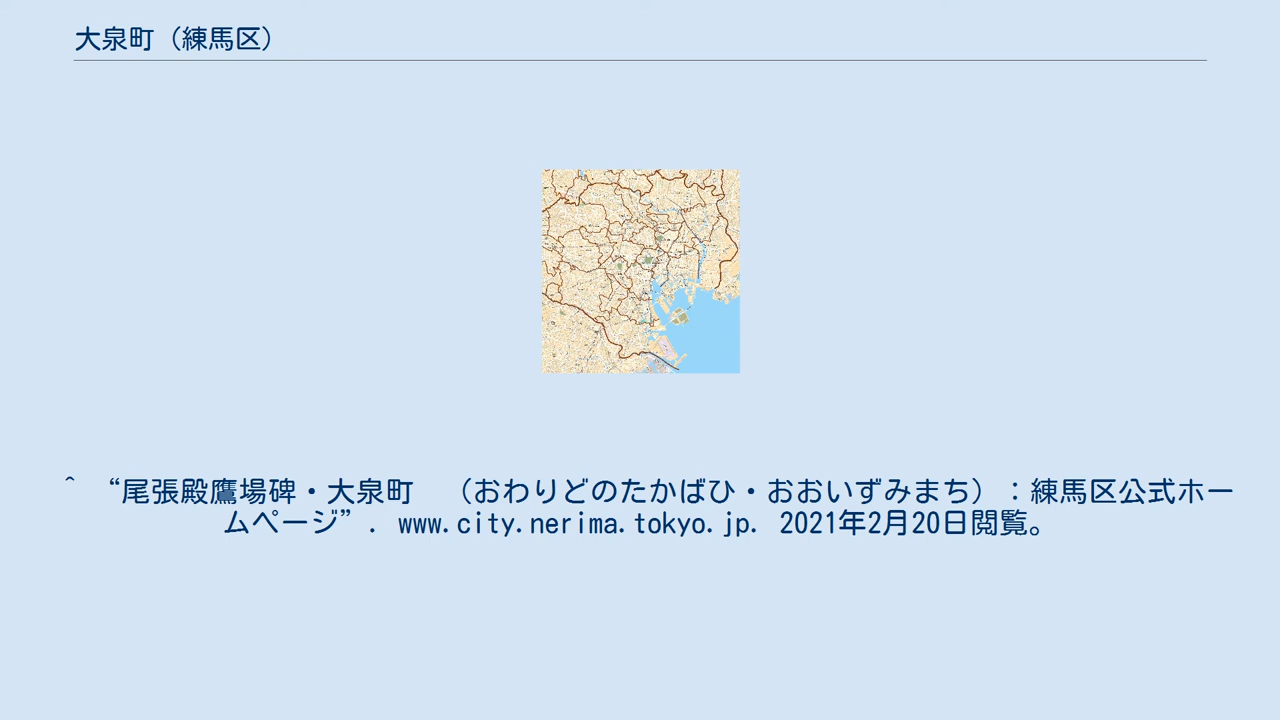 大泉町（練馬区）
^ “尾張殿鷹場碑・大泉町　（おわりどのたかばひ・おおいずみまち）：練馬区公式ホー
ムページ”. www.city.nerima.tokyo.jp. 2021年2月20日閲覧。